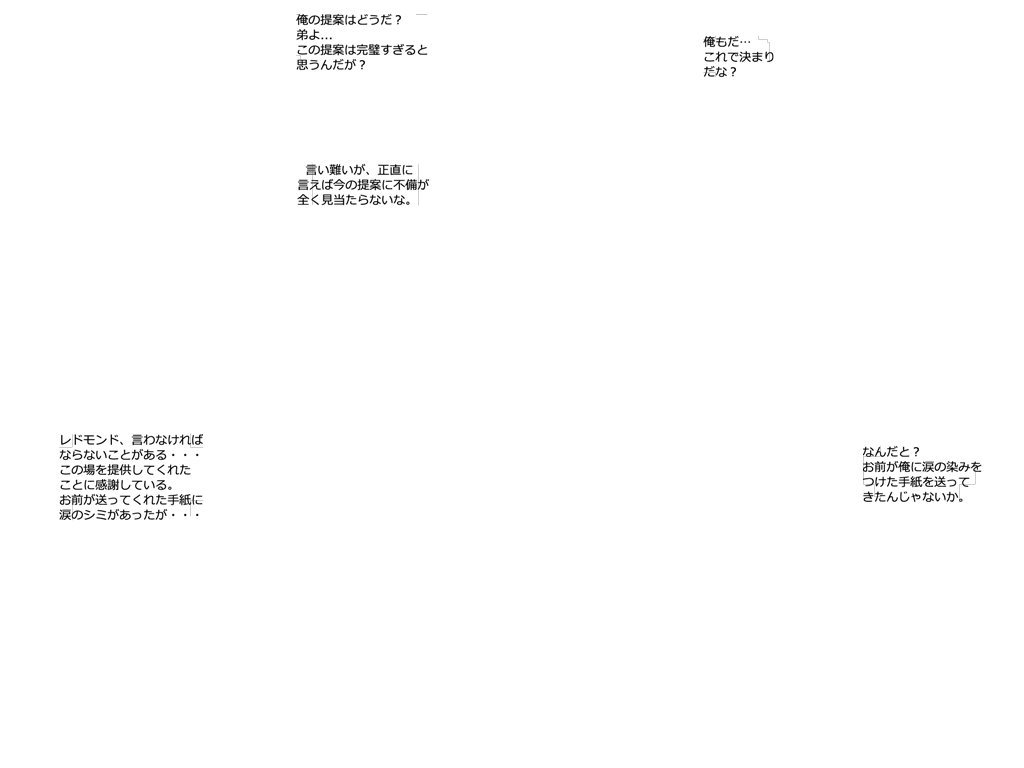 俺の提案はどうだ？
弟よ…
この提案は完璧すぎると
思うんだが？
俺もだ…
これで決まり
だな？
言い難いが、正直に
言えば今の提案に不備が
全く見当たらないな。
レドモンド、言わなければ
ならないことがある・・・
この場を提供してくれた
ことに感謝している。
お前が送ってくれた手紙に
涙のシミがあったが・・・
なんだと？
お前が俺に涙の染みを
つけた手紙を送って
きたんじゃないか。